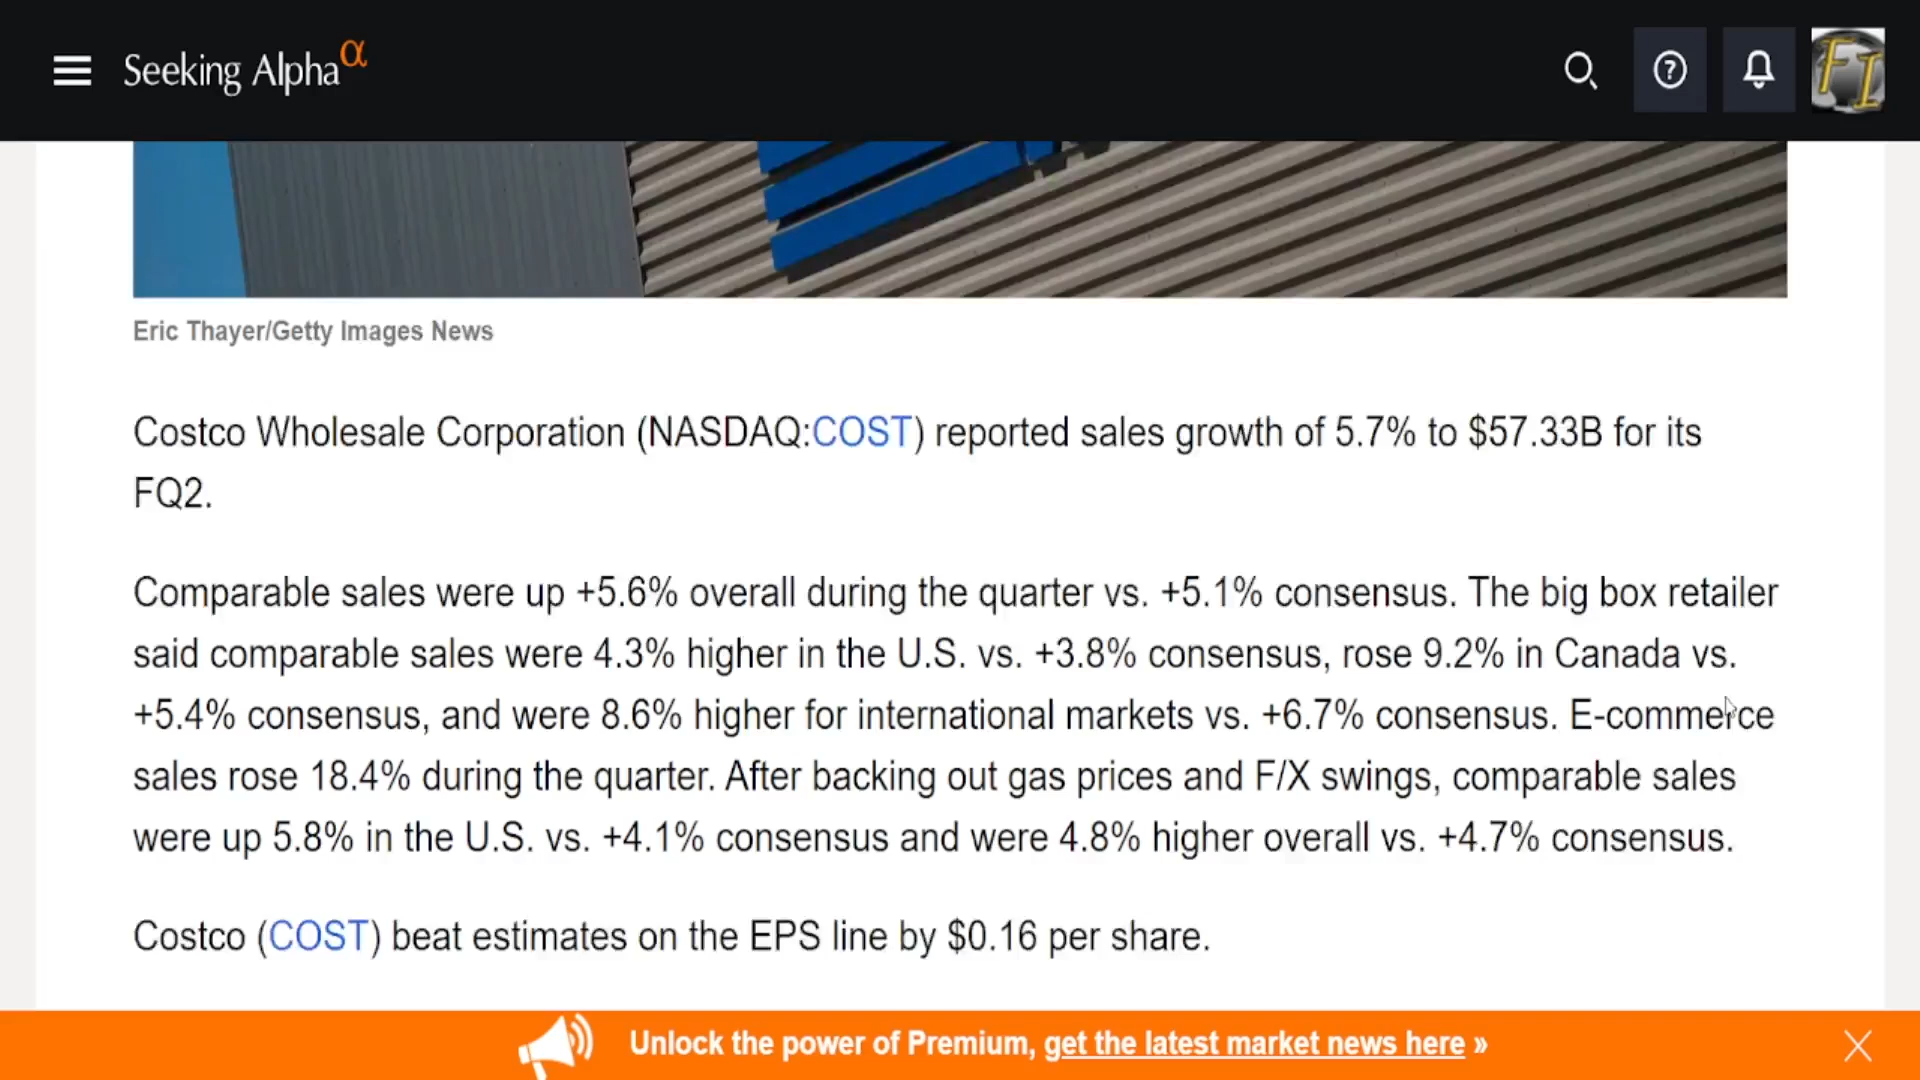 Seeking Alphaα
FI
Eric Thayer/Getty Images News
Costco Wholesale Corporation (NASDAQ:COST) reported sales growth of 5.7% to $57.33B for its
FQ2.
Comparable sales were up +5.6% overall during the quarter vs. +5.1% consensus. The big box retailer
said comparable sales were 4.3% higher in the U.S. vs. +3.8% consensus, rose 9.2% in Canada vs.
+5.4% consensus, and were 8.6% higher for international markets vs. +6.7% consensus. E-commerce
sales rose 18.4% during the quarter. After backing out gas prices and F/X swings, comparable sales
were up 5.8% in the U.S. vs. +4.1% consensus and were 4.8% higher overall vs. +4.7% consensus.
Costco (COST) beat estimates on the EPS line by $0.16 per share.
Unlock the power of Premium, get the latest market news here »